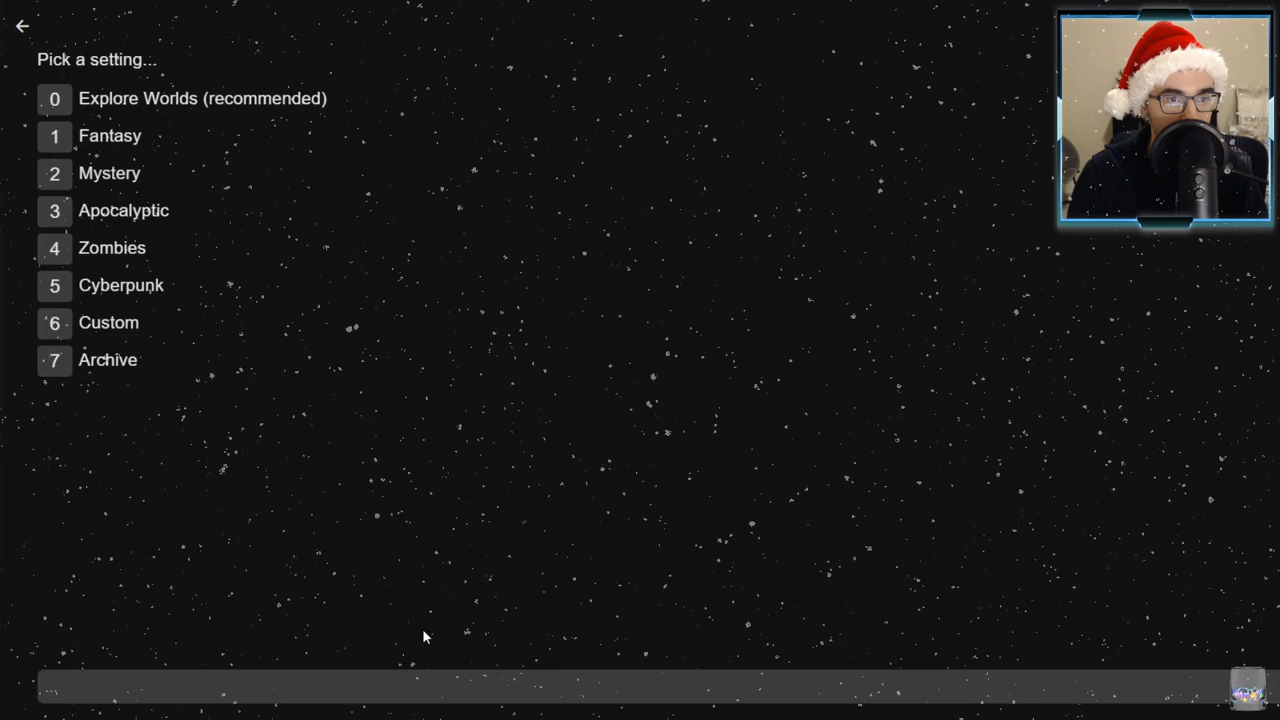 Pick a setting...
0 Explore Worlds (recommended)
1 Fantasy
2 Mystery
3 Apocalyptic
4 Zombies
5 Cyberpunk
6 Custom
7 Archive